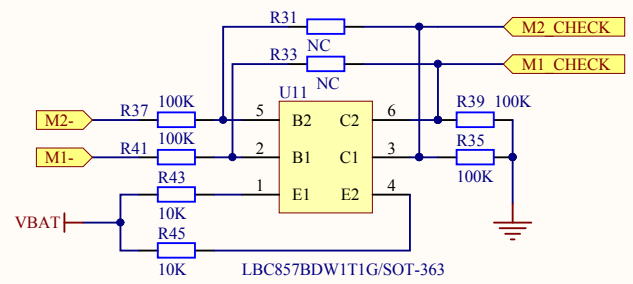 R31
M2_CHECK
NC
R33
M1_CHECK
NC
U11
M2-
R37
100K
5
B2
C2
6
R39
100K
M1-
R41
100K
2
B1
C1
3
R35
100K
R43
10K
1
E1
E2
4
VBAT
R45
10K
LBC857BDW1T1G/SOT-363